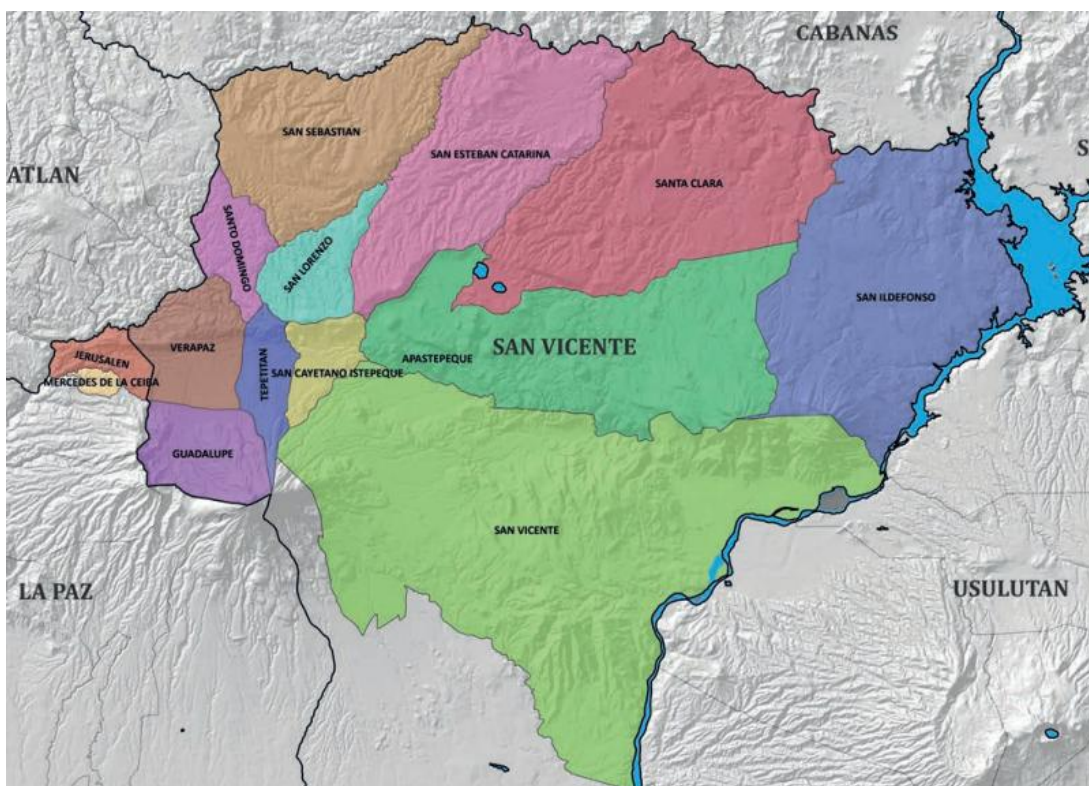 CABANAS
SAN SEBASTIAN
SAN ESTEBAN CATARINA
S
ATLAN
SANTA CLARA
SANTO DOMINGO
SAN LORENZO
SAN ILDEFONSO
VERAPAZ
SAN VICENTE
JERUSALEN
APASTEPEQUE
TEPETITAN
SAN CAYETANO ISTEPEQUE
MERCEDES DE LA CEIBA
GUADALUPE
SAN VICENTE
LA PAZ
USULUTAN